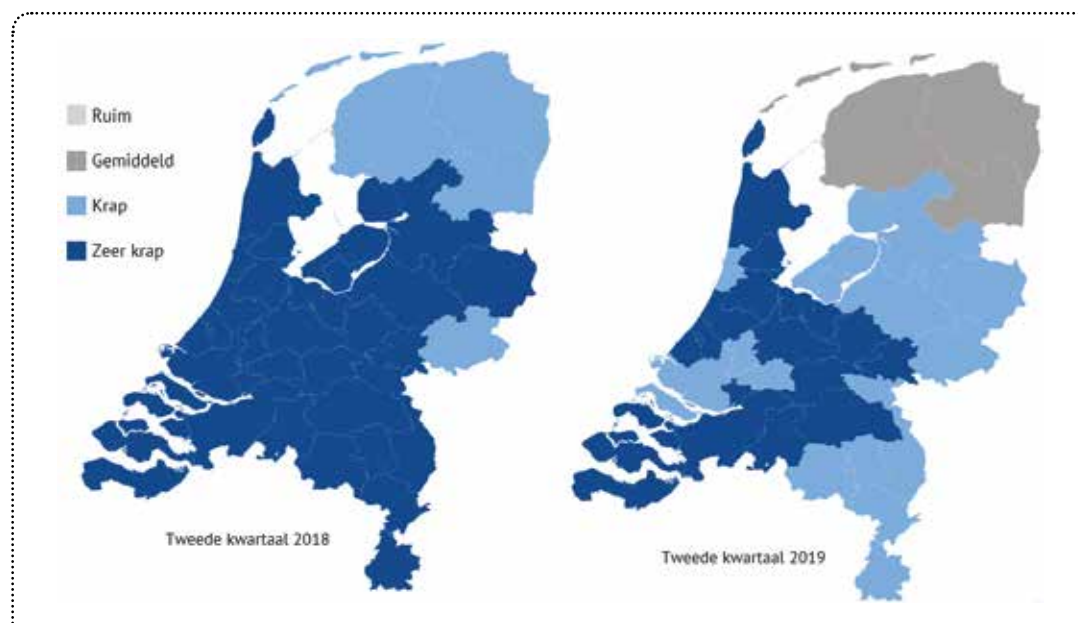 Ruim
Gemiddeld
Krap
Zeer krap
Tweede kwartaal 2018
Tweede kwartaal 2019